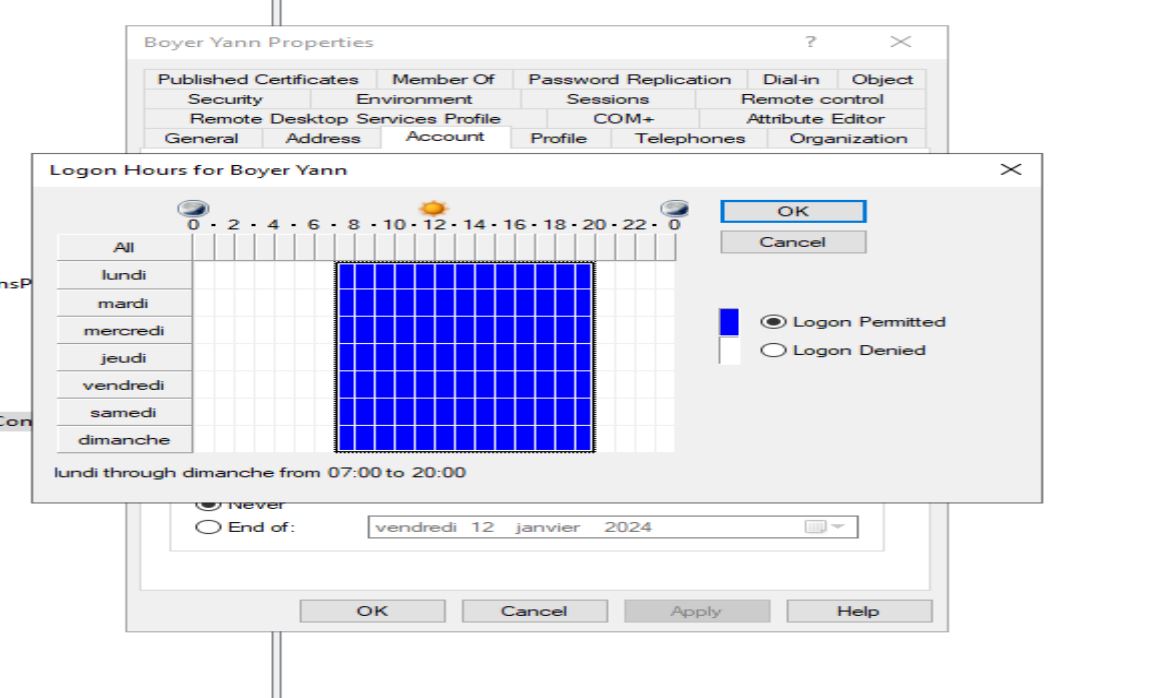 Boyer Yann Properties ? ×
Published Certificates Member Of Password Replication Dial-in Object
Security Environment Sessions Remote control
Remote Desktop Services Profile COM+ Attribute Editor
General Address Account Profile Telephones Organization
Logon Hours for Boyer Yann ×
0 · 2 · 4 · 6 · 8 · 10 · 12 · 14 · 16 · 18 · 20 · 22 · 0
OK
Cancel
All
lundi
mardi
mercredi
jeudi
vendredi
samedi
dimanche
Logon Permitted
Logon Denied
lundi through dimanche from 07:00 to 20:00
nsP
Con
Never
End of: vendredi 12 janvier 2024
OK Cancel Apply Help